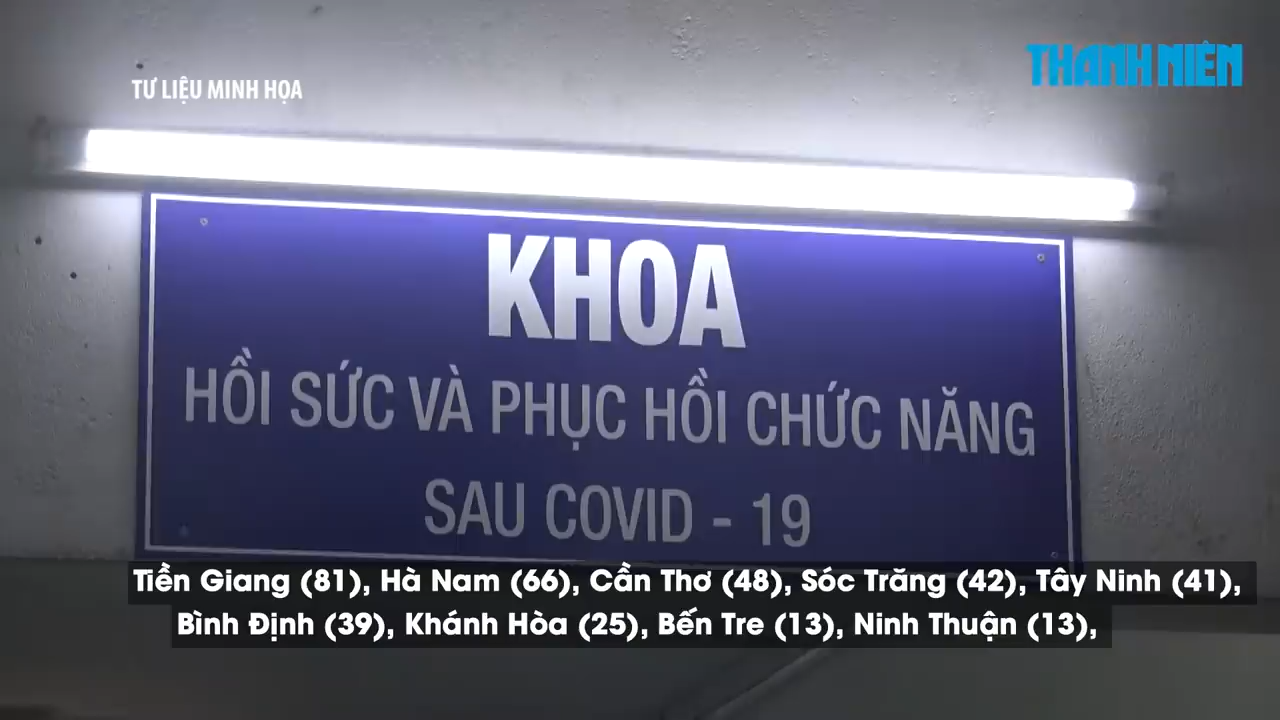 THANH NIÊN
TƯ LIỆU MINH HỌA
KHOA
HỒI SỨC VÀ PHỤC HỒI CHỨC NĂNG
SAU COVID - 19
Tiền Giang (81), Hà Nam (66), Cần Thơ (48), Sóc Trăng (42), Tây Ninh (41),
Bình Định (39), Khánh Hòa (25), Bến Tre (13), Ninh Thuận (13),